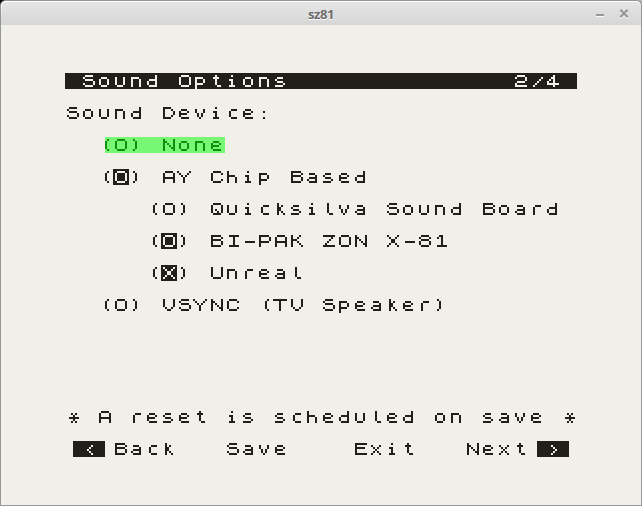 sz81
Sound Options 2/4
Sound Device:
(O) None
(O) AY Chip Based
(O) Quicksilva Sound Board
(O) BI-PAK ZON X-81
(X) Unreal
(O) VSYNC (TV Speaker)
* A reset is scheduled on save *
< Back Save Exit Next >